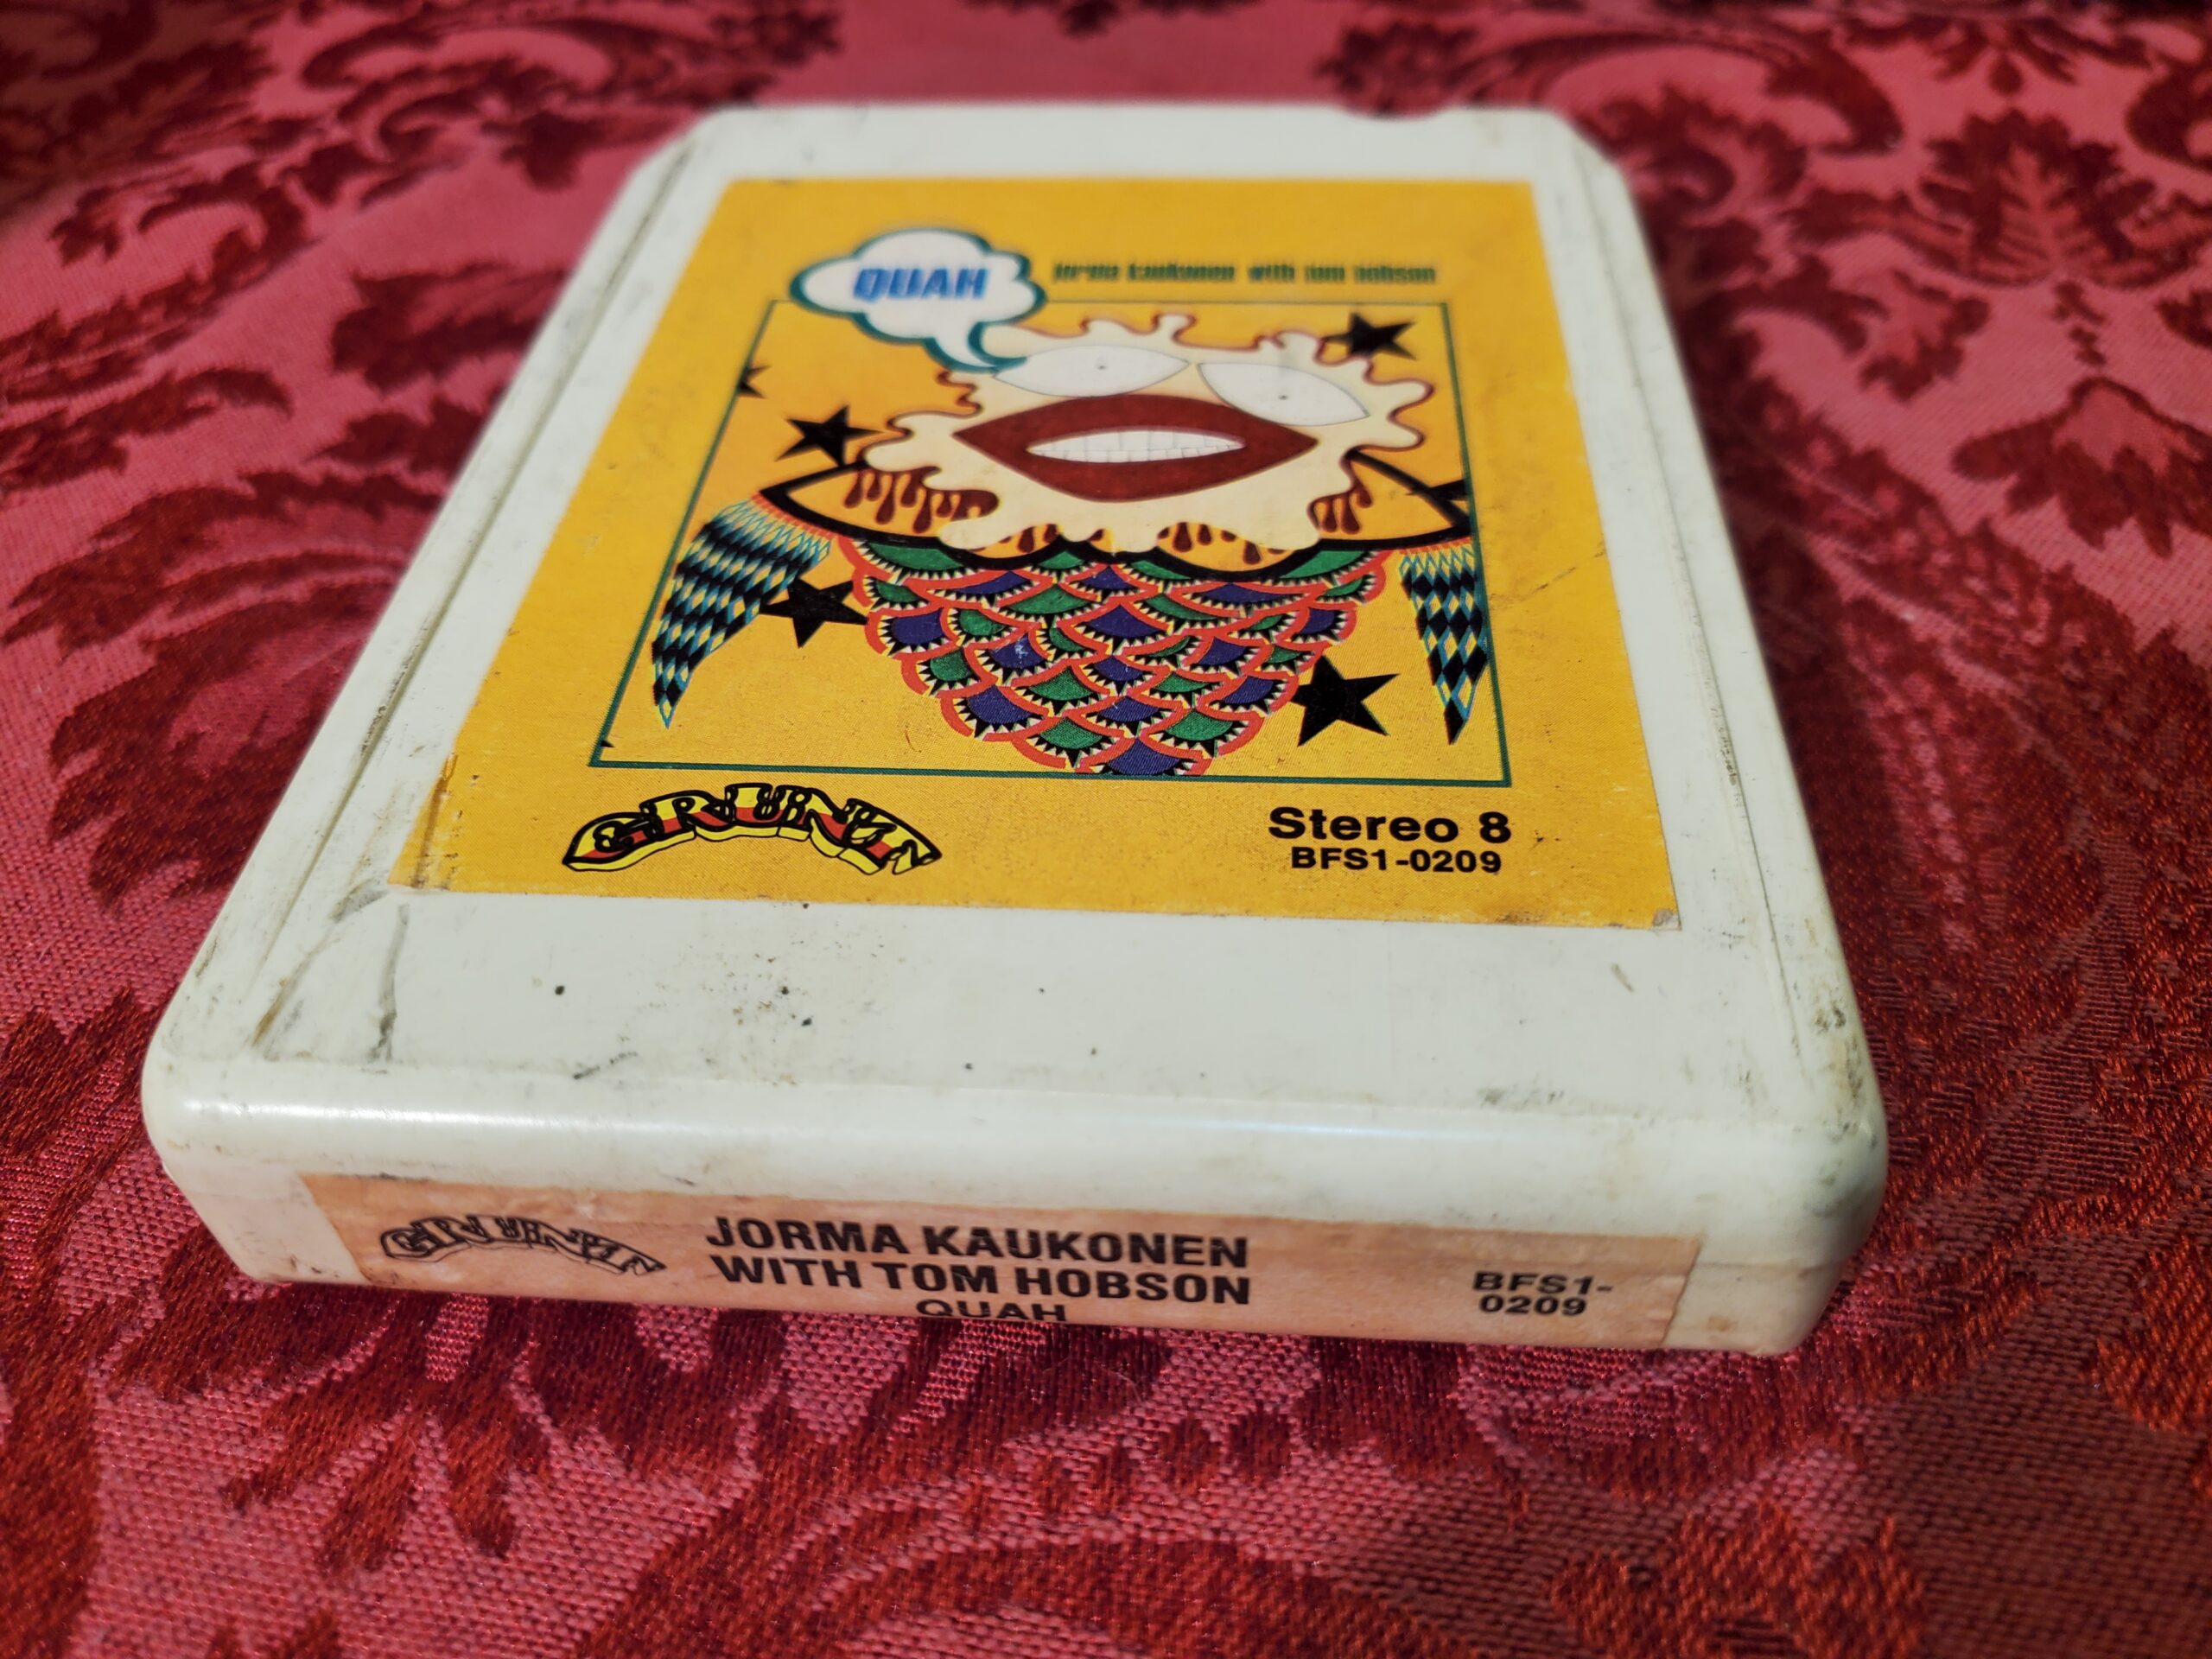 QUAH
jorma kaukonen with tom hobson
GRUNT
Stereo 8
BFS1-0209
GRUNT
JORMA KAUKONEN
WITH TOM HOBSON
QUAH
BFS1-
0209